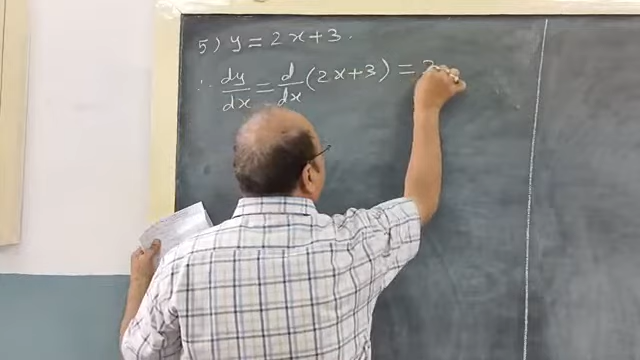 5) y = 2x+3.
∴ dy/dx = d/dx (2x+3) = 2